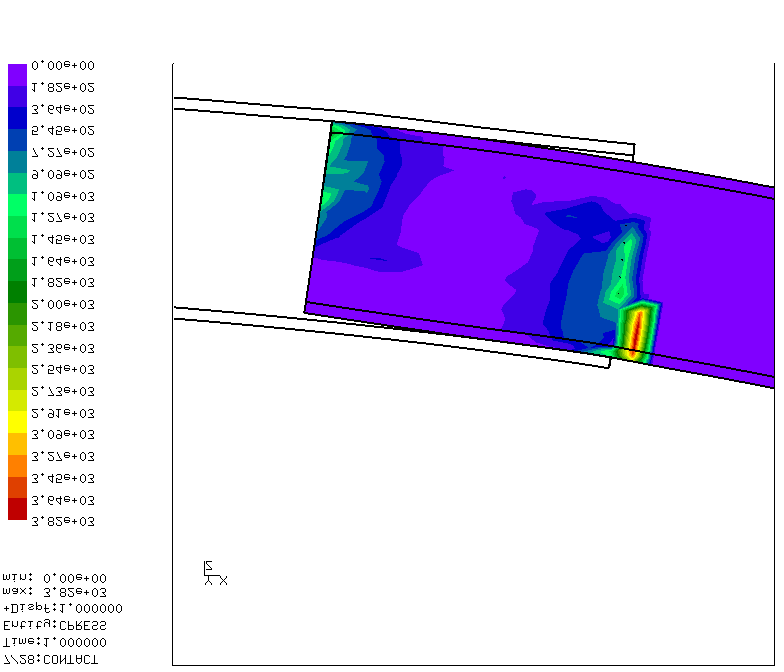 0.00e+00
1.82e+02
3.64e+02
5.45e+02
7.27e+02
9.09e+02
1.09e+03
1.27e+03
1.45e+03
1.64e+03
1.82e+03
2.00e+03
2.18e+03
2.36e+03
2.54e+03
2.73e+03
2.91e+03
3.09e+03
3.27e+03
3.45e+03
3.64e+03
3.82e+03
min: 0.00e+00
max: 3.82e+03
+Dispf:1.000000
Entity:CPRESS
Time:1.000000
7/28:CONTACT
Z
Y X